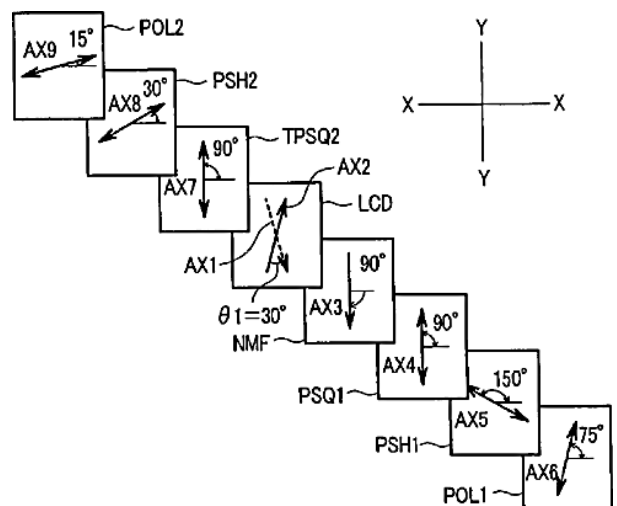 POL2
AX9 15°
PSH2
AX8 30°
Y
X X
Y
TPSQ2
90°
AX7
AX2
LCD
AX1
θ1=30°
90°
AX3
NMF
90°
AX4
PSQ1
150°
AX5
PSH1
75°
AX6
POL1